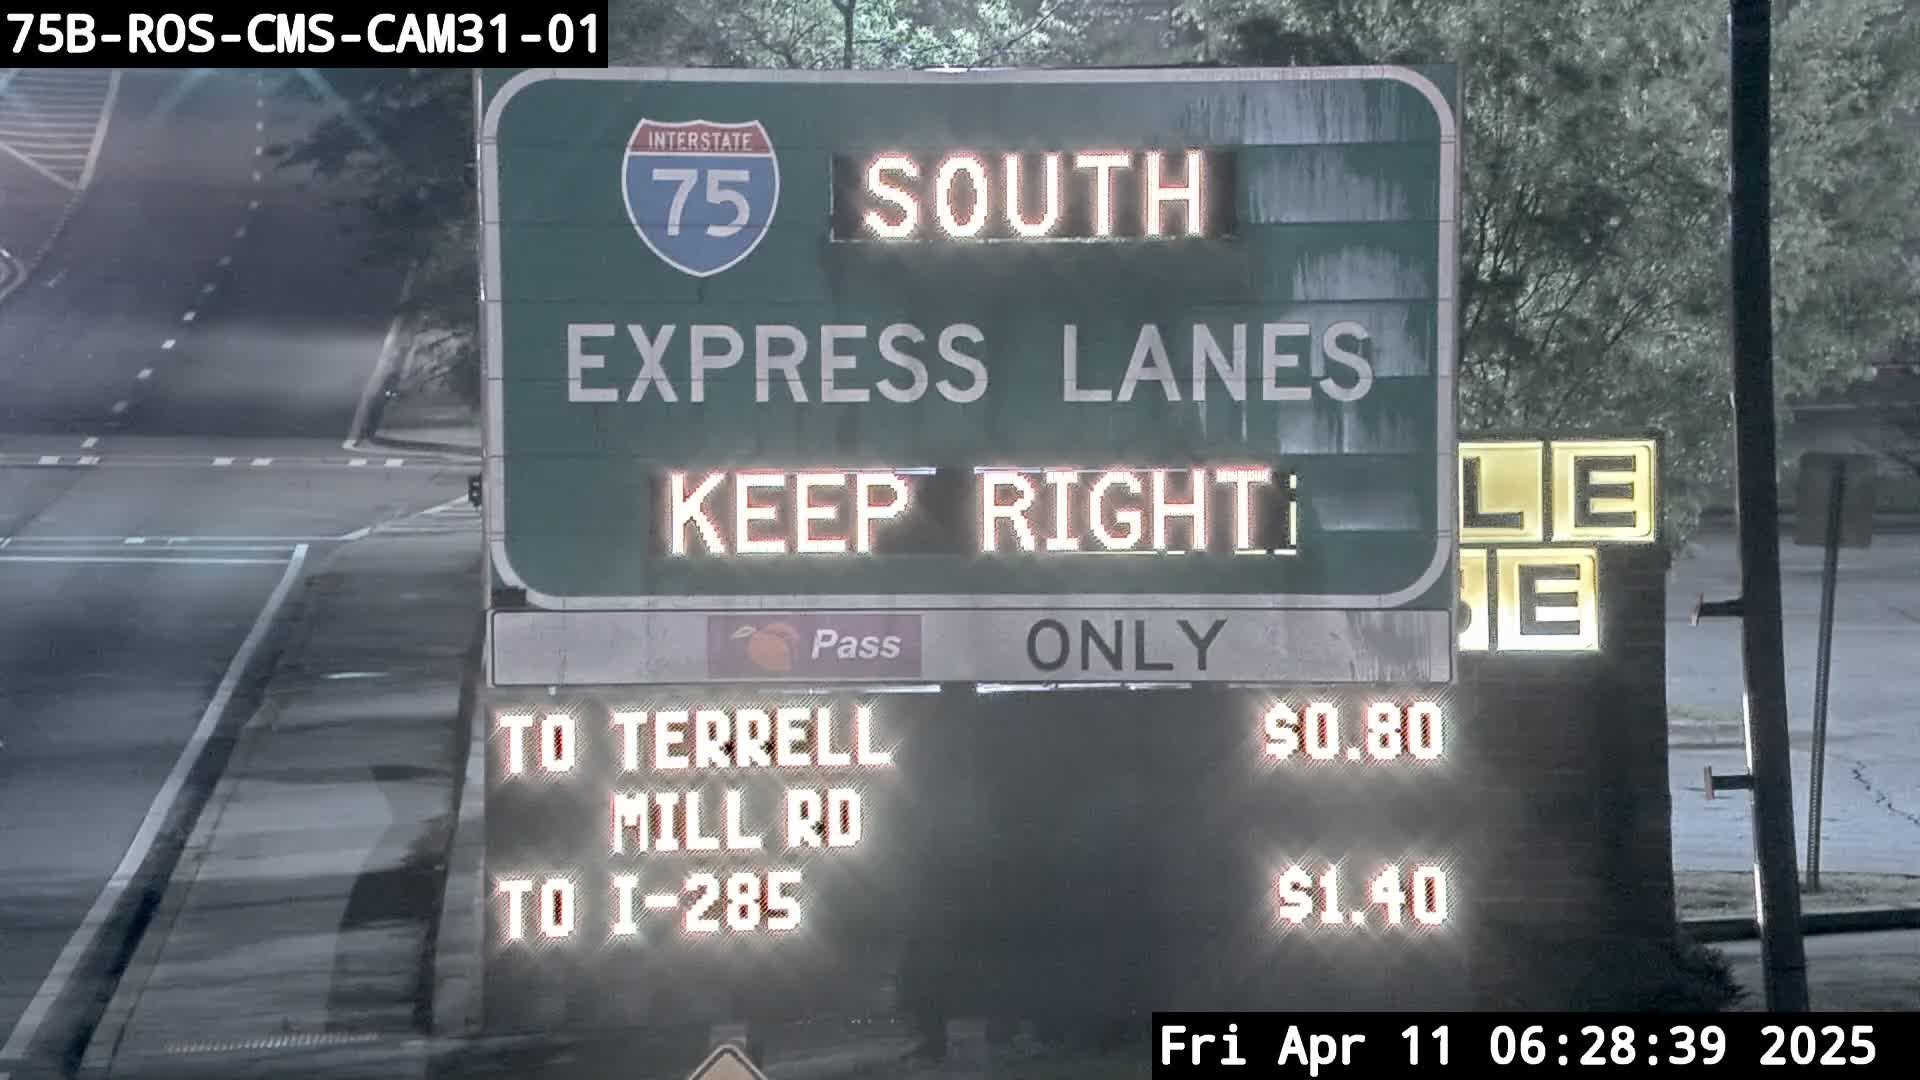 75B-ROS-CMS-CAM31-01
INTERSTATE
75
SOUTH
EXPRESS LANES
KEEP RIGHT
Pass ONLY
TO TERRELL $0.80
MILL RD
TO I-285 $1.40
LE
E
Fri Apr 11 06:28:39 2025